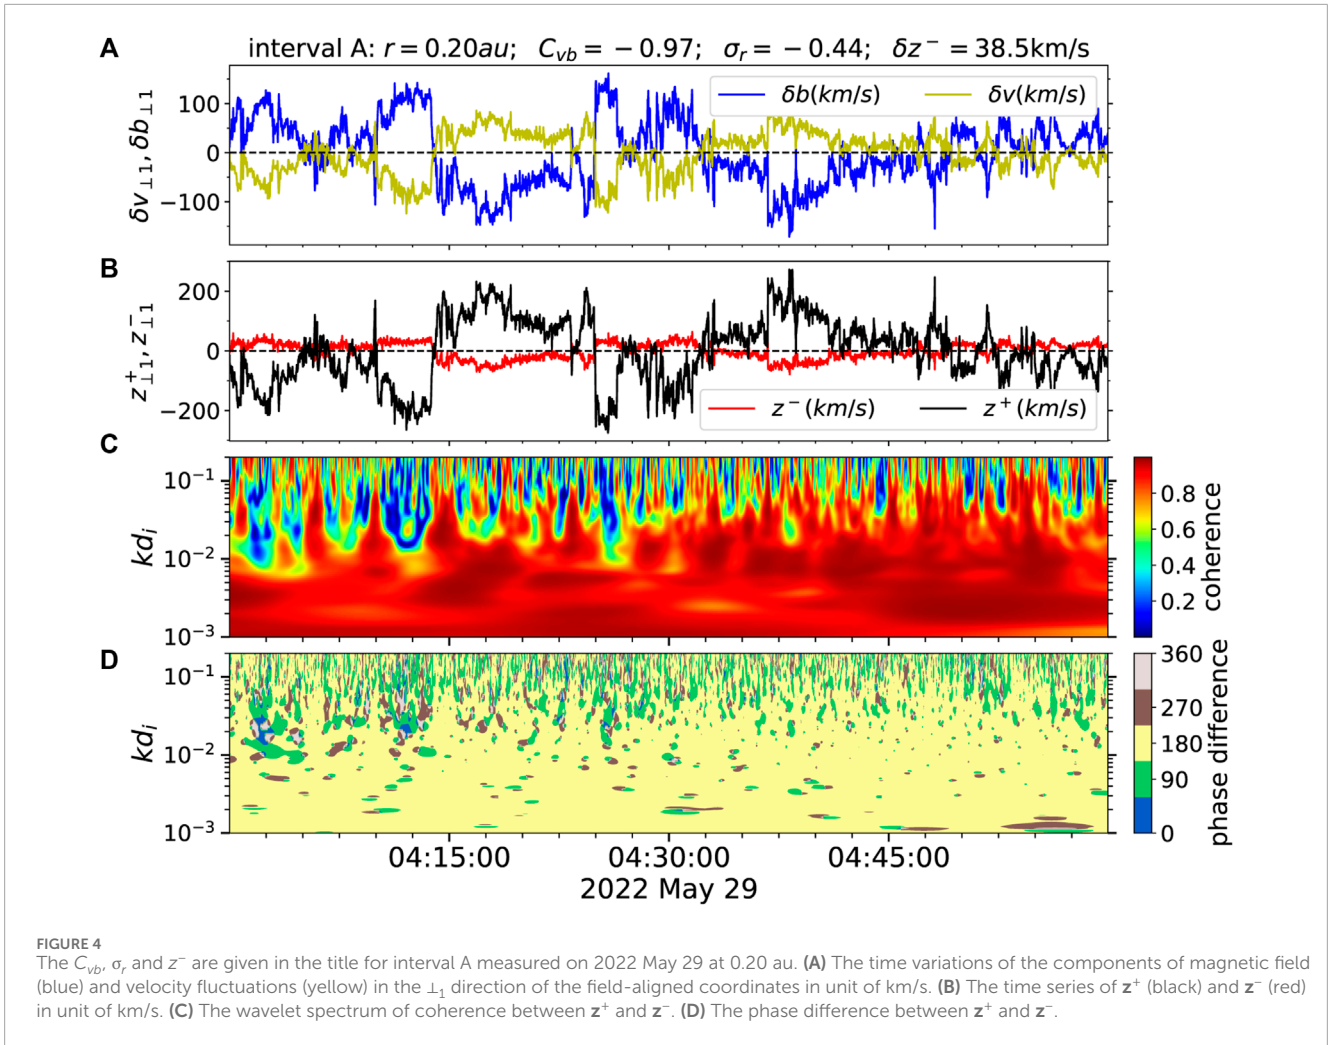 A
interval A: r = 0.20au; C_vb = − 0.97; σ_r = − 0.44; δz⁻ = 38.5km/s
δb(km/s)
δv(km/s)
100
0
−100
δv⊥1, δb⊥1
B
200
0
−200
z⁺⊥1, z⁻⊥1
z⁻(km/s)
z⁺(km/s)
C
10⁻¹
10⁻²
10⁻³
kd_i
0.8
0.6
0.4
0.2
coherence
D
10⁻¹
10⁻²
10⁻³
kd_i
360
270
180
90
0
phase difference
04:15:00
04:30:00
04:45:00
2022 May 29
FIGURE 4
The C_vb, σ_r and z⁻ are given in the title for interval A measured on 2022 May 29 at 0.20 au. (A) The time variations of the components of magnetic field
(blue) and velocity fluctuations (yellow) in the ⊥₁ direction of the field-aligned coordinates in unit of km/s. (B) The time series of z⁺ (black) and z⁻ (red)
in unit of km/s. (C) The wavelet spectrum of coherence between z⁺ and z⁻. (D) The phase difference between z⁺ and z⁻.